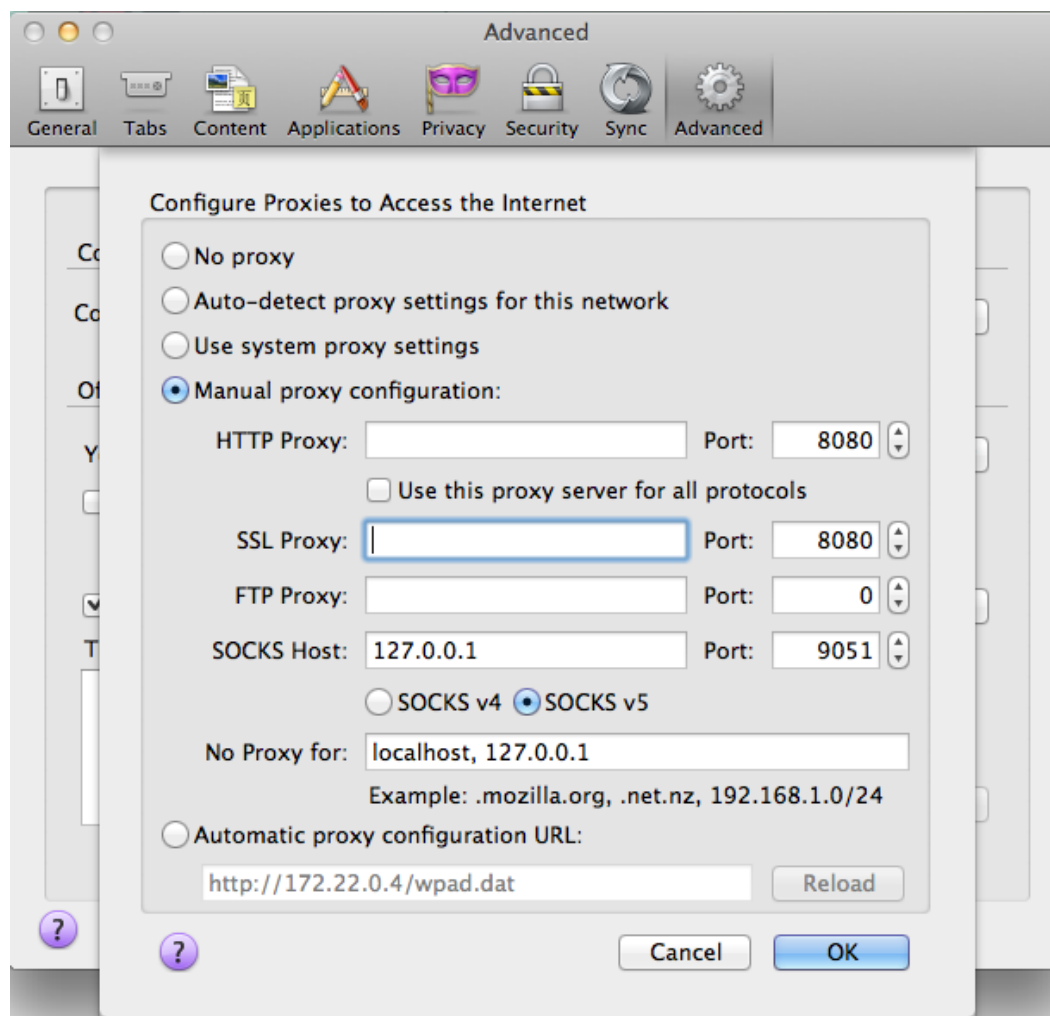 Advanced
General Tabs Content Applications Privacy Security Sync Advanced
Configure Proxies to Access the Internet
No proxy
Auto-detect proxy settings for this network
Use system proxy settings
Manual proxy configuration:
HTTP Proxy: Port: 8080
Use this proxy server for all protocols
SSL Proxy: Port: 8080
FTP Proxy: Port: 0
SOCKS Host: 127.0.0.1 Port: 9051
SOCKS v4 SOCKS v5
No Proxy for: localhost, 127.0.0.1
Example: .mozilla.org, .net.nz, 192.168.1.0/24
Automatic proxy configuration URL:
http://172.22.0.4/wpad.dat Reload
? ? Cancel OK